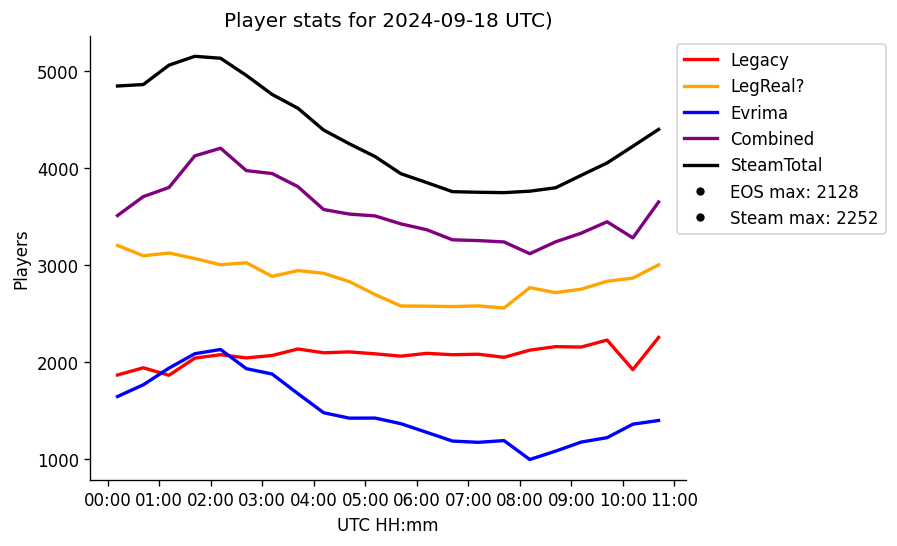 Player stats for 2024-09-18 UTC)
Legacy
LegReal?
Evrima
Combined
SteamTotal
EOS max: 2128
Steam max: 2252
Players
5000
4000
3000
2000
1000
00:00 01:00 02:00 03:00 04:00 05:00 06:00 07:00 08:00 09:00 10:00 11:00
UTC HH:mm